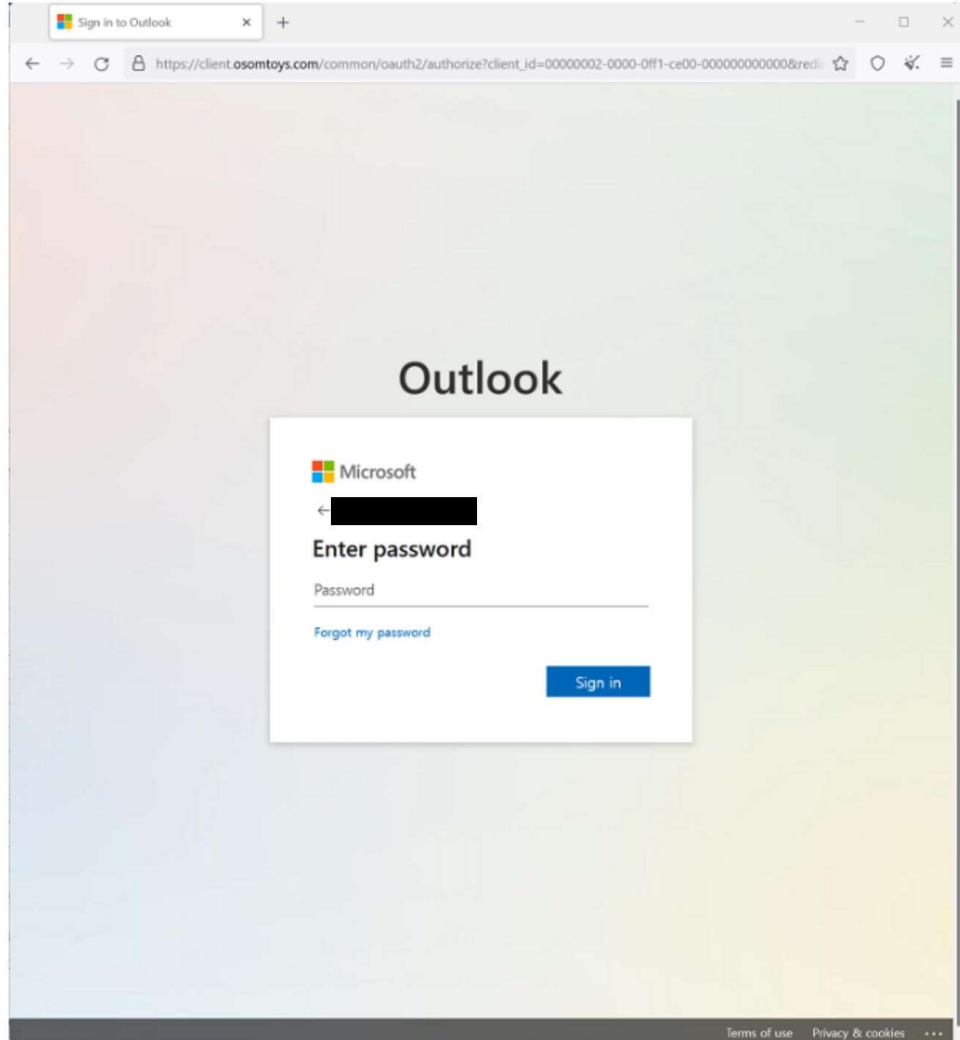 Sign in to Outlook
https://client.osomtoys.com/common/oauth2/authorize?client_id=00000002-0000-0ff1-ce00-000000000000&redi
Outlook
Microsoft
Enter password
Password
Forgot my password
Sign in
Terms of use Privacy & cookies ...